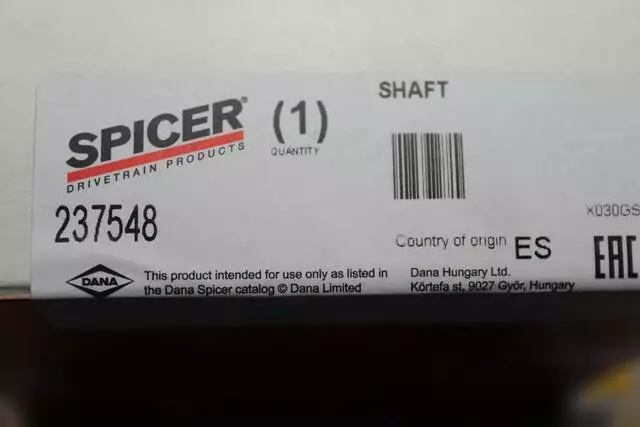 SPICER®
DRIVETRAIN PRODUCTS
(1)
QUANTITY
SHAFT
237548
X030GS
Country of origin ES
EAC
DANA
This product intended for use only as listed in
the Dana Spicer catalog © Dana Limited
Dana Hungary Ltd.
Körtefa st, 9027 Győr, Hungary